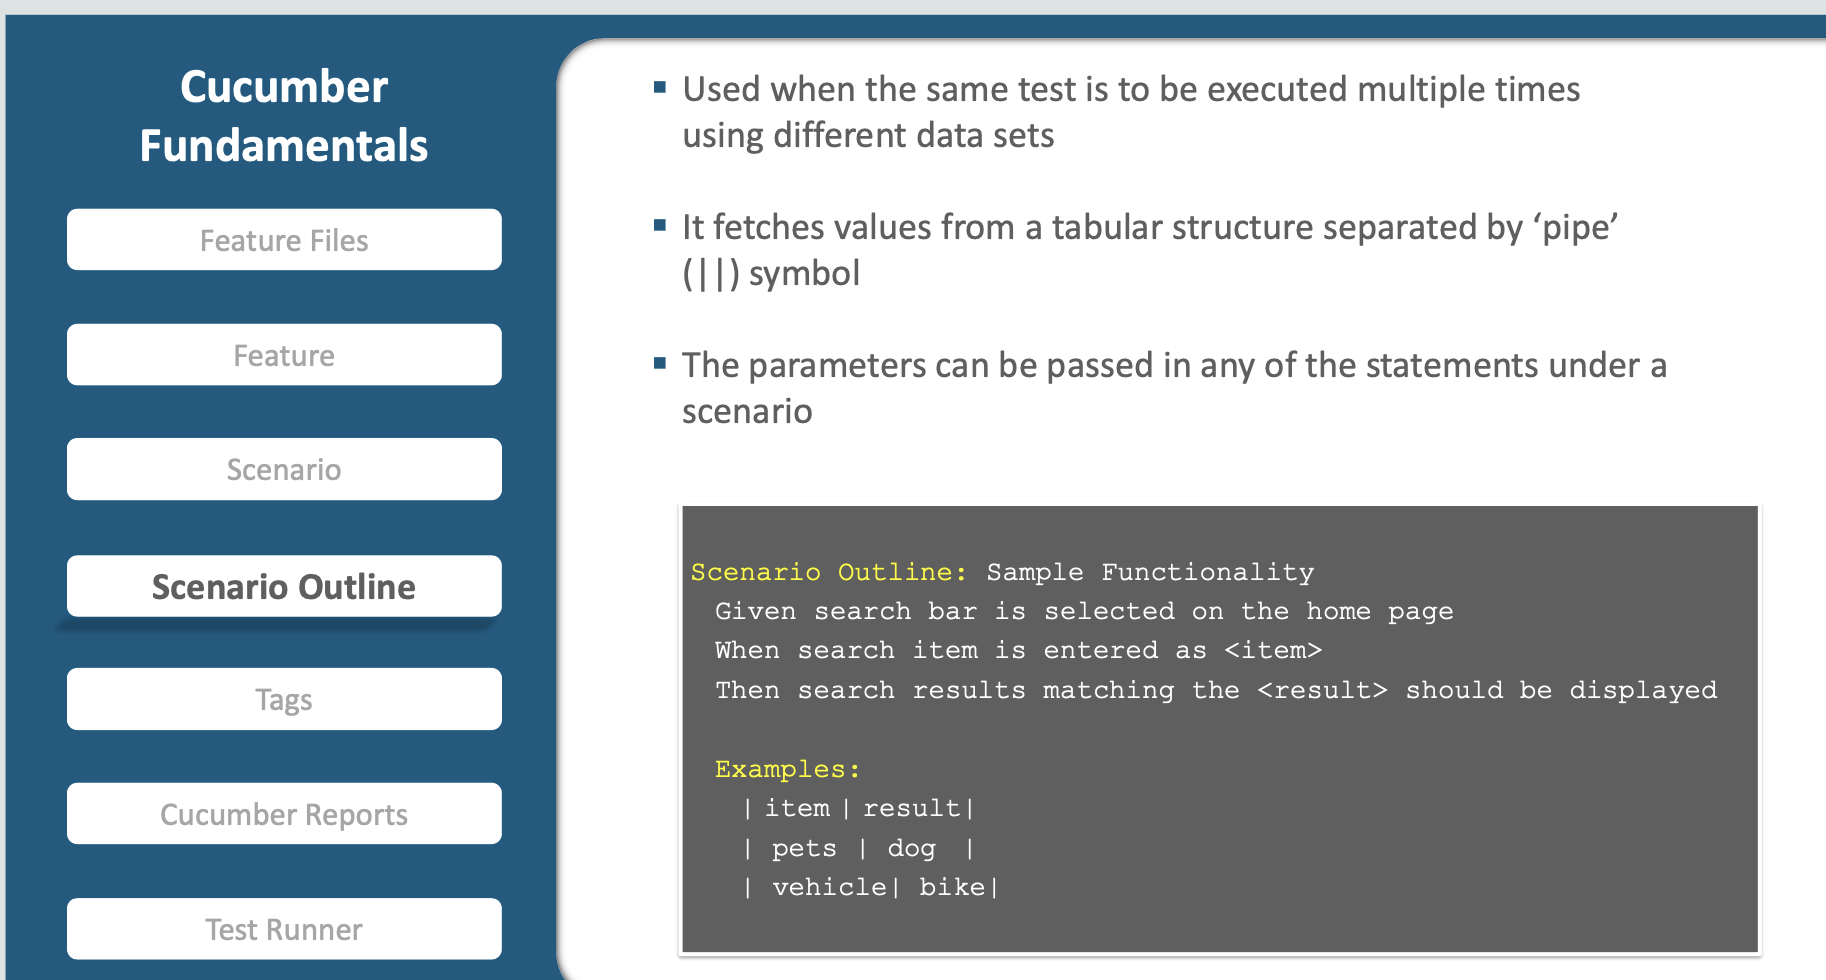 Cucumber
Fundamentals
Feature Files
Feature
Scenario
Scenario Outline
Tags
Cucumber Reports
Test Runner
▪ Used when the same test is to be executed multiple times
using different data sets
▪ It fetches values from a tabular structure separated by ‘pipe’
(||) symbol
▪ The parameters can be passed in any of the statements under a
scenario
Scenario Outline: Sample Functionality
Given search bar is selected on the home page
When search item is entered as <item>
Then search results matching the <result> should be displayed
Examples:
| item | result|
| pets | dog |
| vehicle| bike|